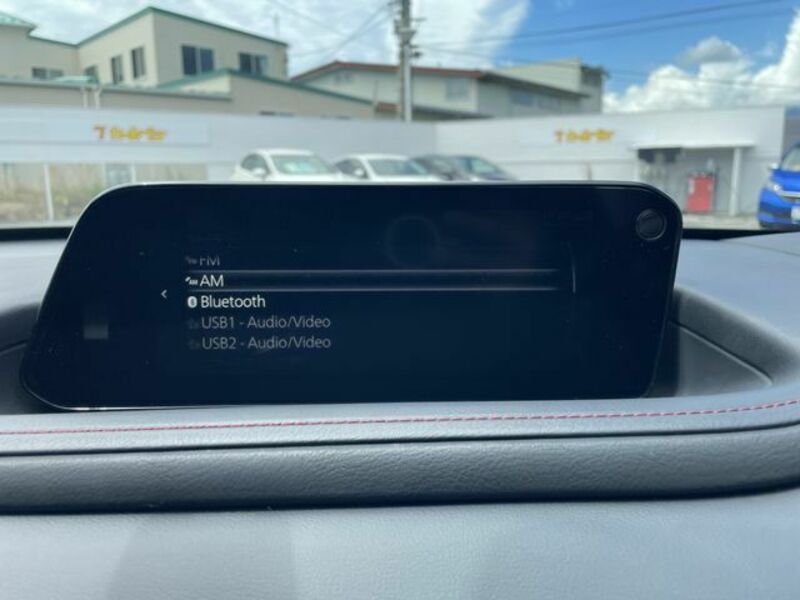 FM
AM
Bluetooth
USB1 - Audio/Video
USB2 - Audio/Video